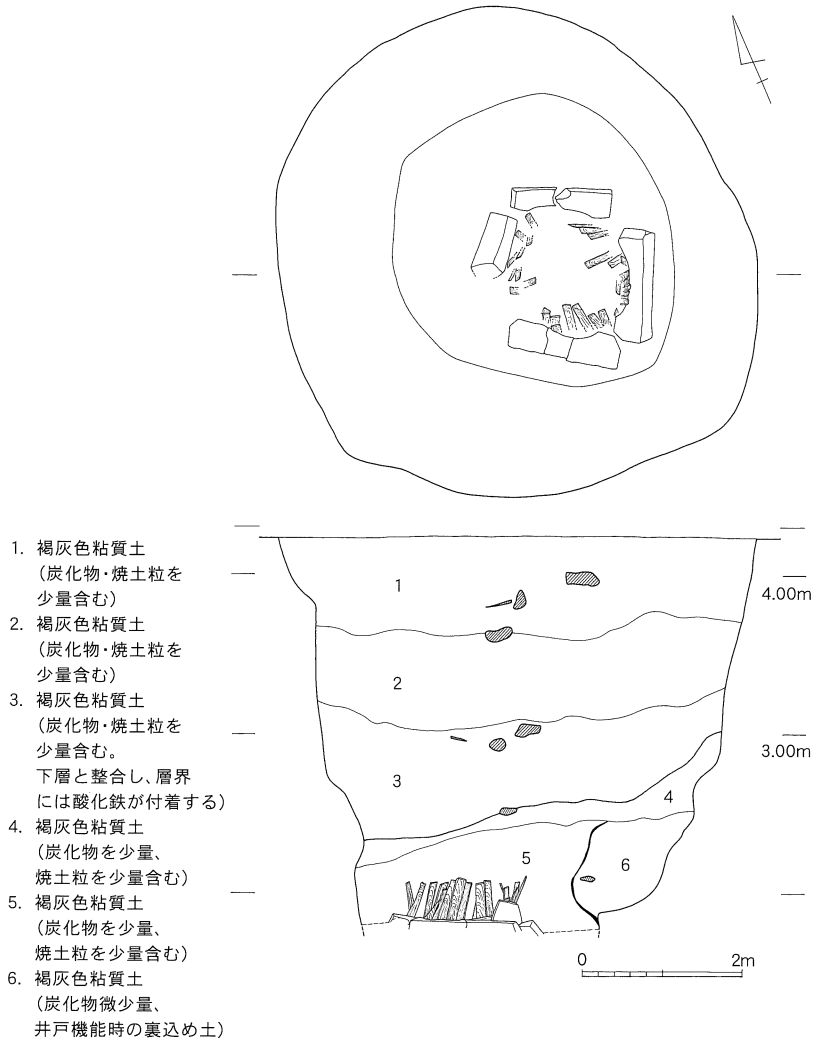 1. 褐灰色粘質土
(炭化物・焼土粒を
少量含む)
2. 褐灰色粘質土
(炭化物・焼土粒を
少量含む)
3. 褐灰色粘質土
(炭化物・焼土粒を
少量含む。
下層と整合し、層界
には酸化鉄が付着する)
4. 褐灰色粘質土
(炭化物を少量、
焼土粒を少量含む)
5. 褐灰色粘質土
(炭化物を少量、
焼土粒を少量含む)
6. 褐灰色粘質土
(炭化物微少量、
井戸機能時の裏込め土)
1
2
3
4
5
6
4.00m
3.00m
0 2m